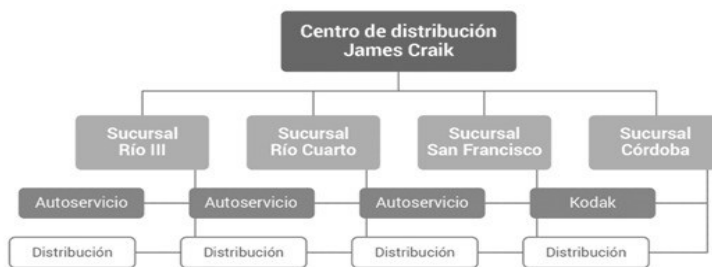 Centro de distribución
James Craik
Sucursal
Río III
Sucursal
Río Cuarto
Sucursal
San Francisco
Sucursal
Córdoba
Autoservicio
Autoservicio
Autoservicio
Kodak
Distribución
Distribución
Distribución
Distribución